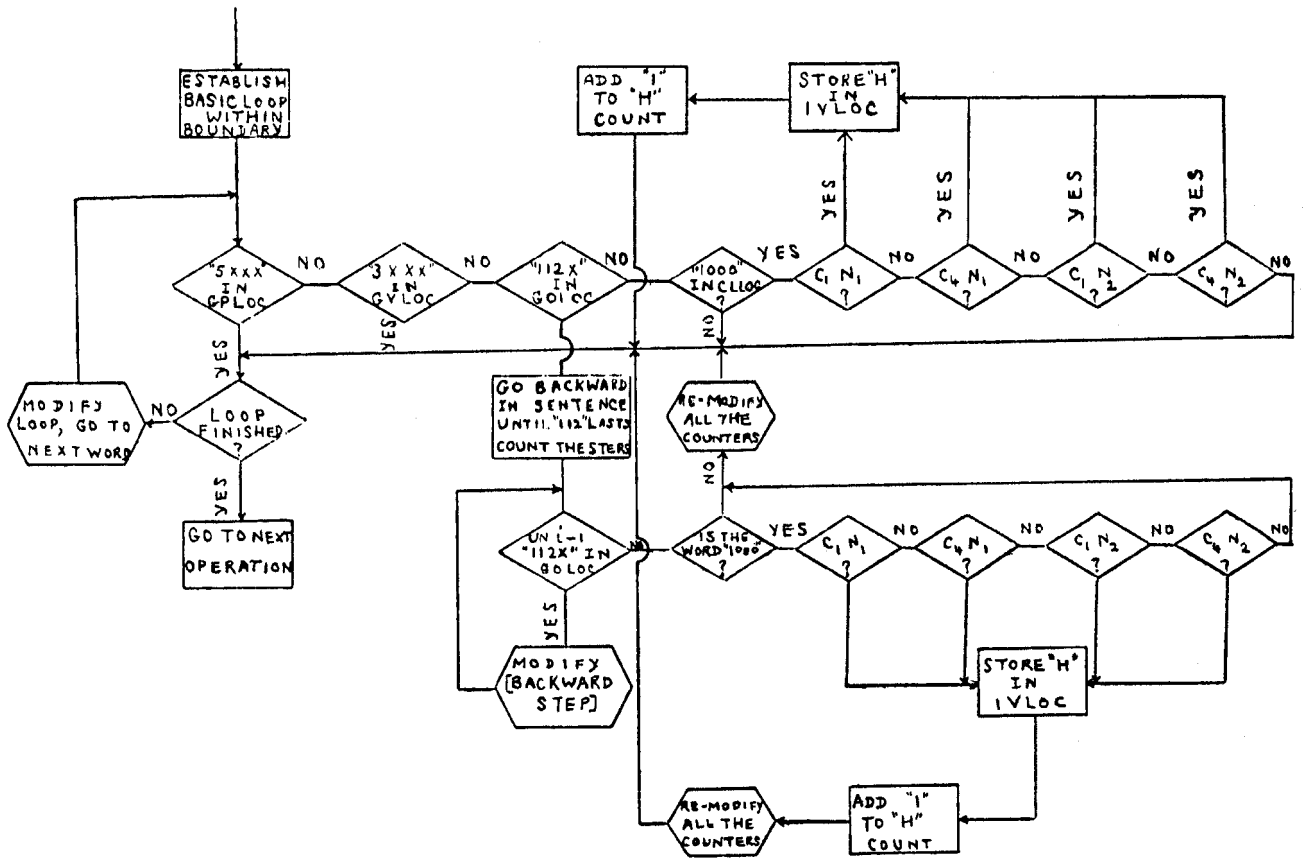 ESTABLISH
BASIC LOOP
WITHIN
BOUNDARY
ADD "1"
TO "H"
COUNT
STORE "H"
IN
IVLOC
YES
YES
YES
YES
"5XXX"
IN
GPLOC
NO
"3XXX"
IN
GVLOC
NO
"112X"
IN
GOLOC
NO
"1000"
IN CLLOC
?
YES
C1 N1
?
NO
C4 N1
?
NO
C1 N2
?
NO
C4 N2
?
NO
YES
YES
NO
MODIFY
LOOP, GO TO
NEXT WORD
NO
LOOP
FINISHED
?
GO BACKWARD
IN SENTENCE
UNTIL "112" LASTS
COUNT THE STEPS
RE-MODIFY
ALL THE
COUNTERS
NO
YES
GO TO NEXT
OPERATION
UN i-1
"112X" IN
GOLOC
NO
IS THE
WORD "1000"
?
YES
C1 N1
?
NO
C4 N1
?
NO
C1 N2
?
NO
C4 N2
?
NO
YES
MODIFY
[BACKWARD
STEP]
STORE "H"
IN
IVLOC
RE-MODIFY
ALL THE
COUNTERS
ADD "1"
TO "H"
COUNT